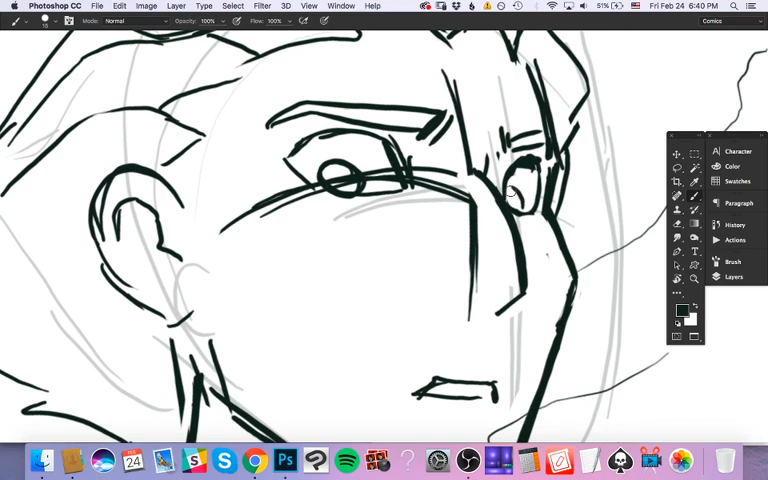 Photoshop CC File Edit Image Layer Type Select Filter 3D View Window Help 51% Fri Feb 24 6:40 PM
Mode: Normal Opacity: 100% Flow: 100% Comics
Character
Color
Swatches
Paragraph
History
Actions
Brush
Layers
24
Ps